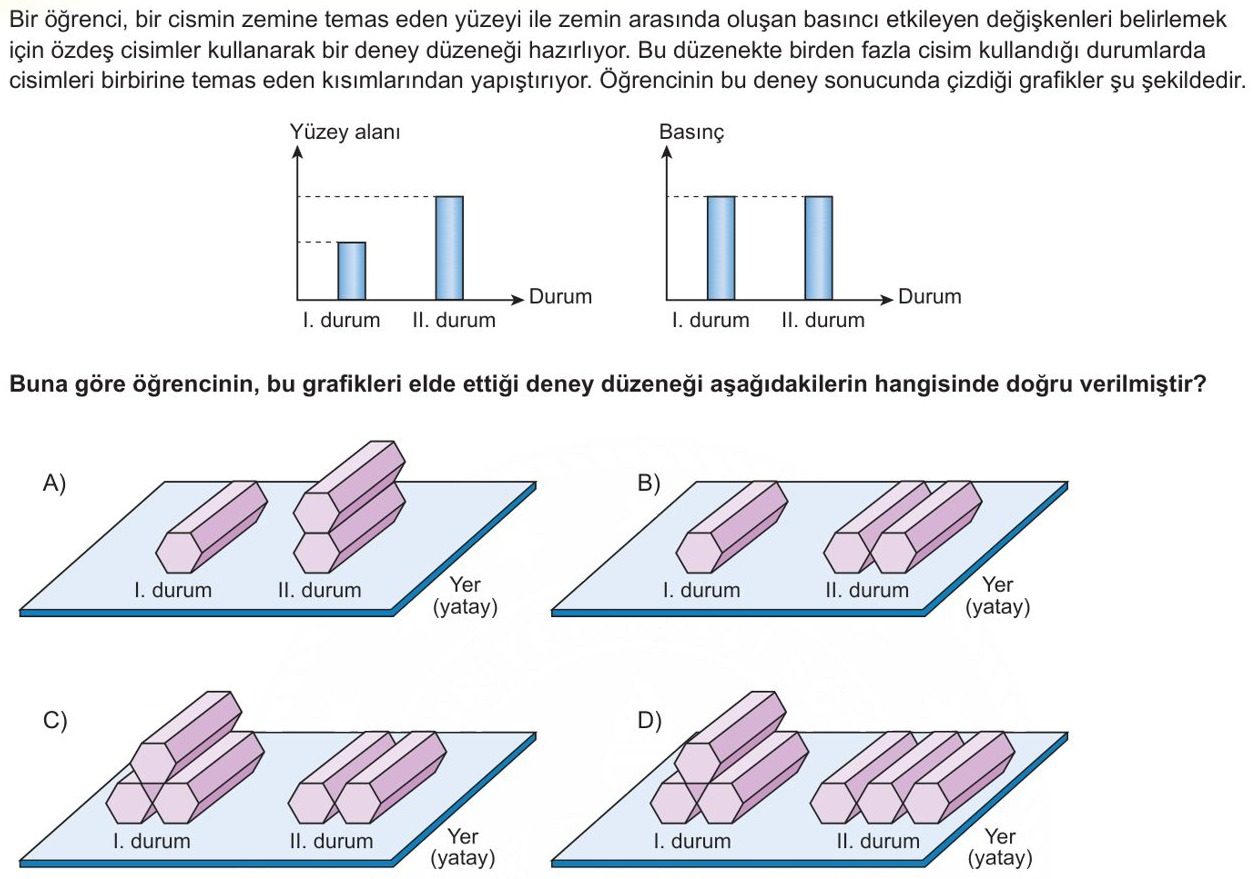 Bir öğrenci, bir cismin zemine temas eden yüzeyi ile zemin arasında oluşan basıncı etkileyen değişkenleri belirlemek
için özdeş cisimler kullanarak bir deney düzeneği hazırlıyor. Bu düzenekte birden fazla cisim kullandığı durumlarda
cisimleri birbirine temas eden kısımlarından yapıştırıyor. Öğrencinin bu deney sonucunda çizdiği grafikler şu şekildedir.
Yüzey alanı
Durum
I. durum
II. durum
Basınç
Durum
I. durum
II. durum
Buna göre öğrencinin, bu grafikleri elde ettiği deney düzeneği aşağıdakilerin hangisinde doğru verilmiştir?
A)
I. durum
II. durum
Yer
(yatay)
B)
I. durum
II. durum
Yer
(yatay)
C)
I. durum
II. durum
Yer
(yatay)
D)
I. durum
II. durum
Yer
(yatay)